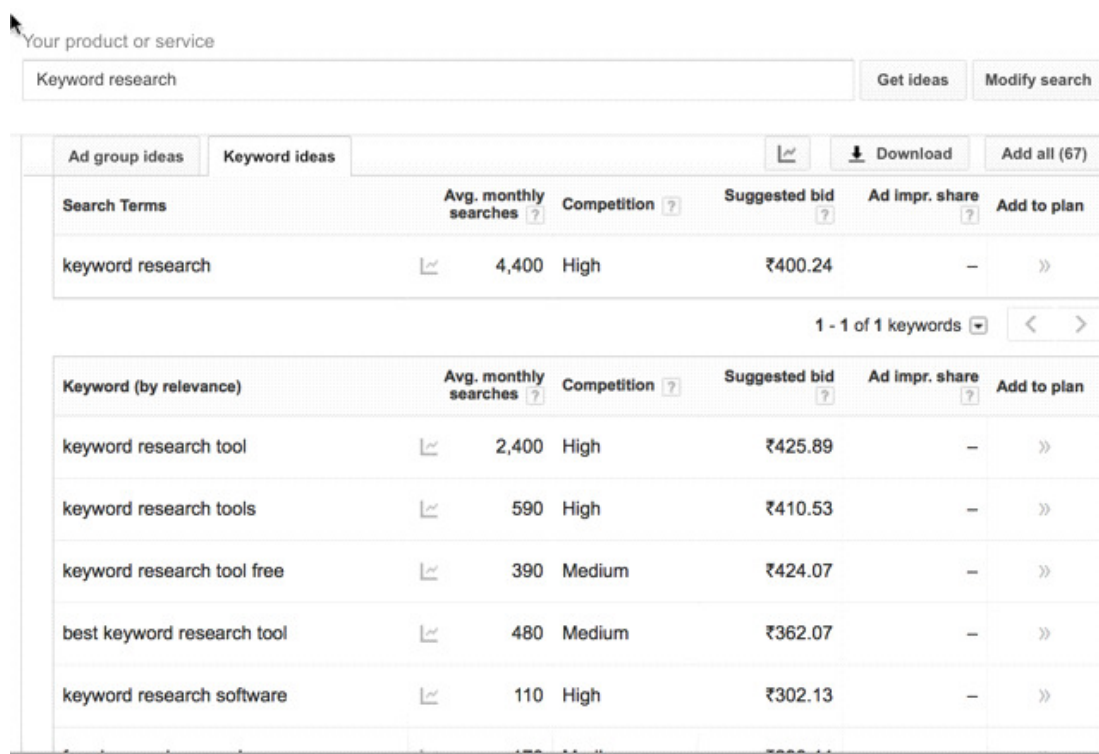 Your product or service
Keyword research Get ideas Modify search
Ad group ideas Keyword ideas Download Add all (67)
Search Terms Avg. monthly searches ? Competition ? Suggested bid ? Ad impr. share ? Add to plan
keyword research 4,400 High ₹400.24 – »
1 - 1 of 1 keywords < >
Keyword (by relevance) Avg. monthly searches ? Competition ? Suggested bid ? Ad impr. share ? Add to plan
keyword research tool 2,400 High ₹425.89 – »
keyword research tools 590 High ₹410.53 – »
keyword research tool free 390 Medium ₹424.07 – »
best keyword research tool 480 Medium ₹362.07 – »
keyword research software 110 High ₹302.13 – »